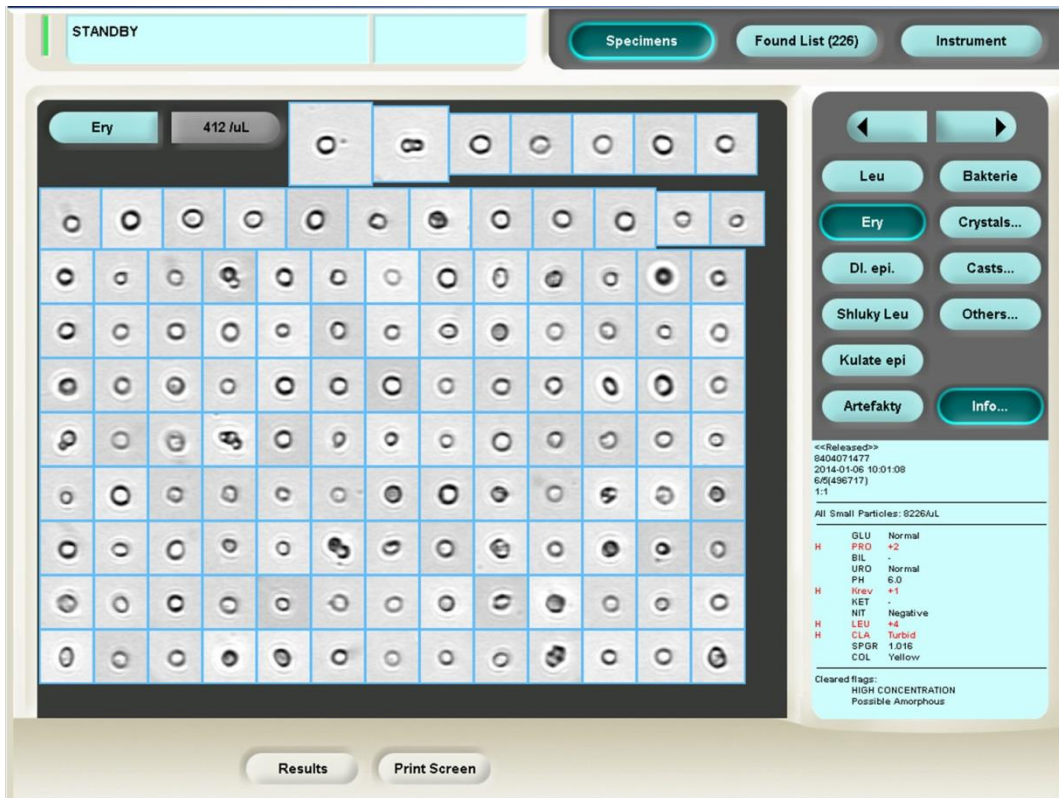 STANDBY
Specimens
Found List (226)
Instrument
Ery
412 /uL
Leu
Bakterie
Ery
Crystals...
Dl. epi.
Casts...
Shluky Leu
Others...
Kulate epi
Artefakty
Info...
<<Released>>
8404071477
2014-01-06 10:01:08
6/5(496717)
1:1
All Small Particles: 8226/uL
GLU Normal
H PRO +2
BIL -
URO Normal
PH 6.0
H Krev +1
KET -
NIT Negative
H LEU +4
H CLA Turbid
SPGR 1.016
COL Yellow
Cleared flags:
HIGH CONCENTRATION
Possible Amorphous
Results
Print Screen